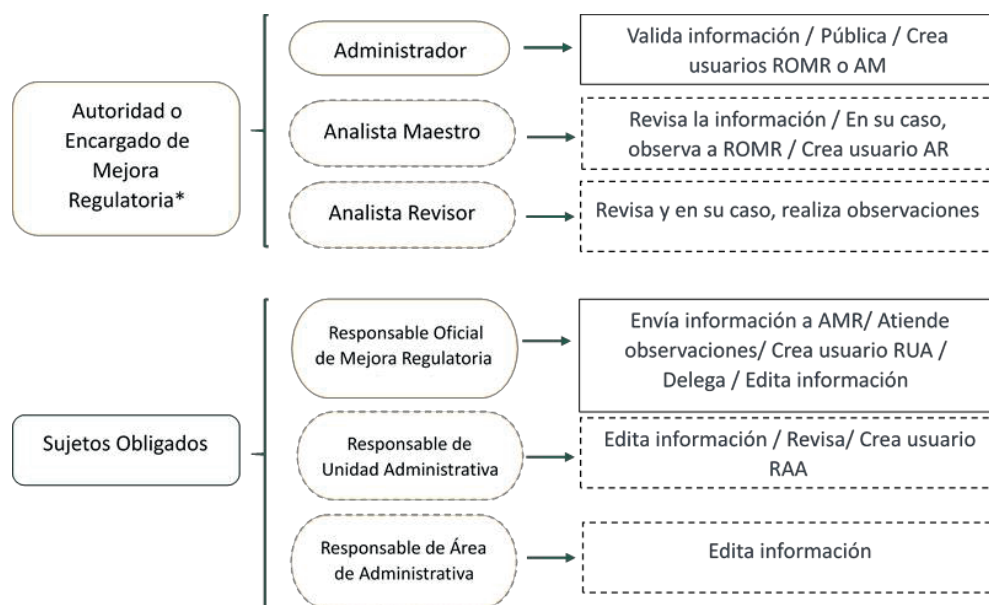 Autoridad o
Encargado de
Mejora
Regulatoria*
Administrador
Valida información / Pública / Crea
usuarios ROMR o AM
Analista Maestro
Revisa la información / En su caso,
observa a ROMR / Crea usuario AR
Analista Revisor
Revisa y en su caso, realiza observaciones
Sujetos Obligados
Responsable Oficial
de Mejora Regulatoria
Envía información a AMR/ Atiende
observaciones/ Crea usuario RUA /
Delega / Edita información
Responsable de
Unidad Administrativa
Edita información / Revisa/ Crea usuario
RAA
Responsable de Área
de Administrativa
Edita información